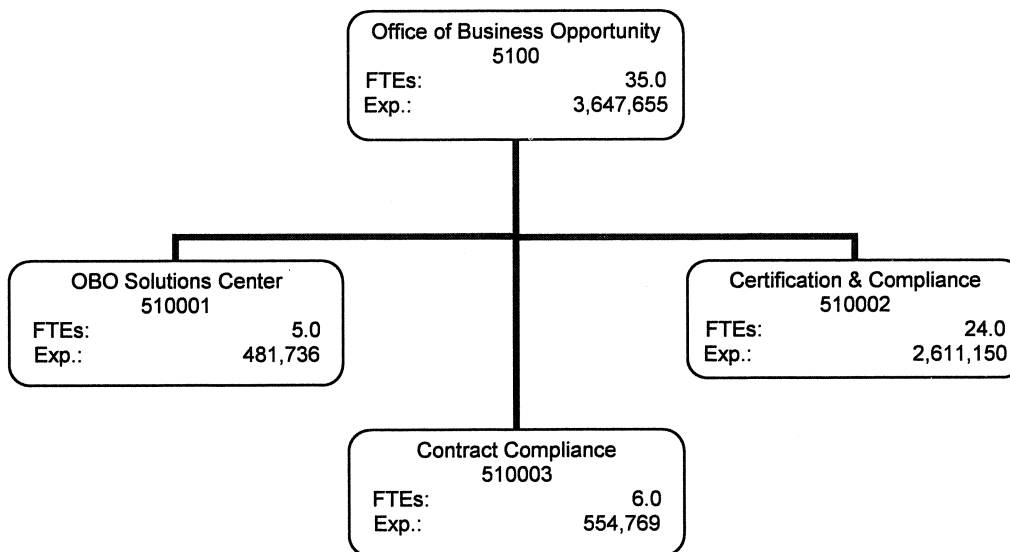 Office of Business Opportunity
5100
FTEs: 35.0
Exp.: 3,647,655
OBO Solutions Center
510001
FTEs: 5.0
Exp.: 481,736
Certification & Compliance
510002
FTEs: 24.0
Exp.: 2,611,150
Contract Compliance
510003
FTEs: 6.0
Exp.: 554,769